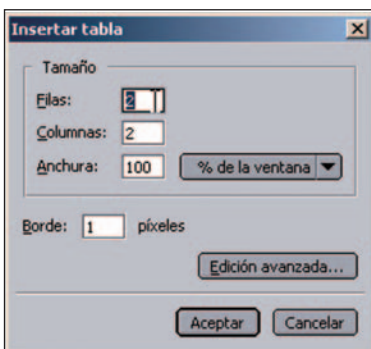 Insertar tabla
Tamaño
Filas: 2
Columnas: 2
Anchura: 100 % de la ventana
Borde: 1 píxeles
Edición avanzada...
Aceptar Cancelar